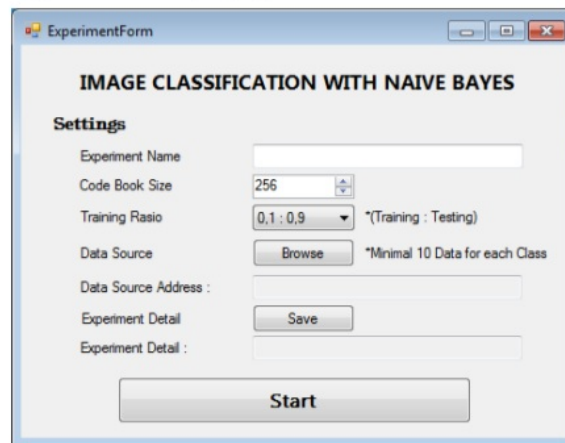 ExperimentForm
IMAGE CLASSIFICATION WITH NAIVE BAYES
Settings
Experiment Name
Code Book Size 256
Training Rasio 0,1 : 0,9 *(Training : Testing)
Data Source Browse *Minimal 10 Data for each Class
Data Source Address :
Experiment Detail Save
Experiment Detail :
Start